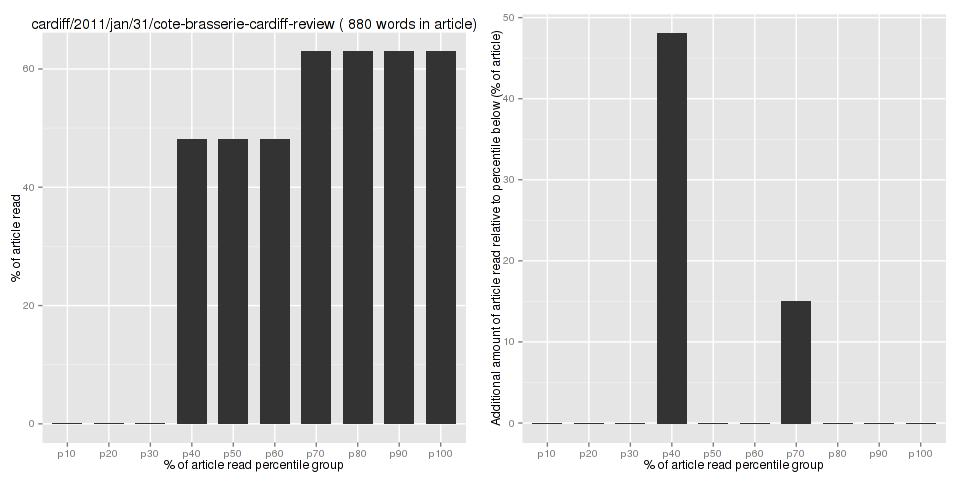 cardiff/2011/jan/31/cote-brasserie-cardiff-review ( 880 words in article)
% of article read
60
40
20
0
p10 p20 p30 p40 p50 p60 p70 p80 p90 p100
% of article read percentile group
Additional amount of article read relative to percentile below (% of article)
50
40
30
20
10
0
p10 p20 p30 p40 p50 p60 p70 p80 p90 p100
% of article read percentile group